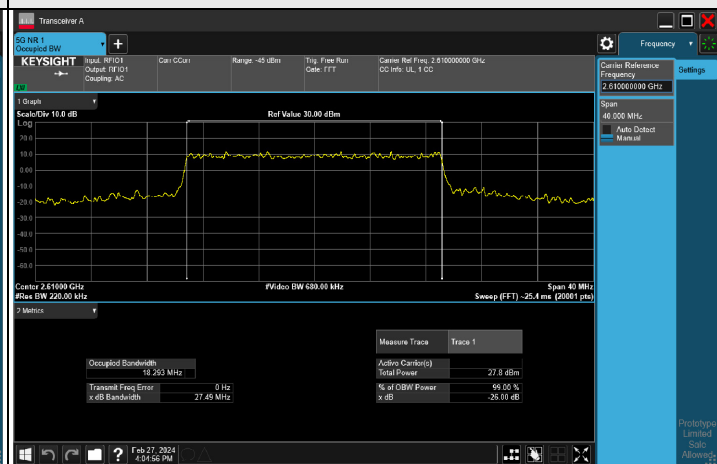 Transceiver A
5G NR 1
Occupied BW
+
Frequency
KEYSIGHT
Input: RFIO1
Output: RFIO1
Coupling: AC
Corr CCorr
Range: -45 dBm
Trig: Free Run
Gate: FFT
Carrier Ref Freq: 2.610000000 GHz
CC Info: UL, 1 CC
Carrier Reference
Frequency
2.610000000 GHz
Settings
Span
40.000 MHz
Auto Detect
Manual
1 Graph
Scale/Div 10.0 dB
Ref Value 30.00 dBm
Log
20.0
10.0
0.00
-10.0
-20.0
-30.0
-40.0
-50.0
-60.0
Center 2.61000 GHz
#Video BW 680.00 kHz
Span 40 MHz
#Res BW 220.00 kHz
Sweep (FFT) ~25.4 ms (20001 pts)
2 Metrics
Measure Trace
Trace 1
Occupied Bandwidth
18.293 MHz
Active Carrier(s)
Total Power
27.8 dBm
Transmit Freq Error
0 Hz
% of OBW Power
99.00 %
x dB Bandwidth
27.49 MHz
x dB
-26.00 dB
?
Feb 27, 2024
4:04:56 PM
Prototype
Limited
Sale
Allowed